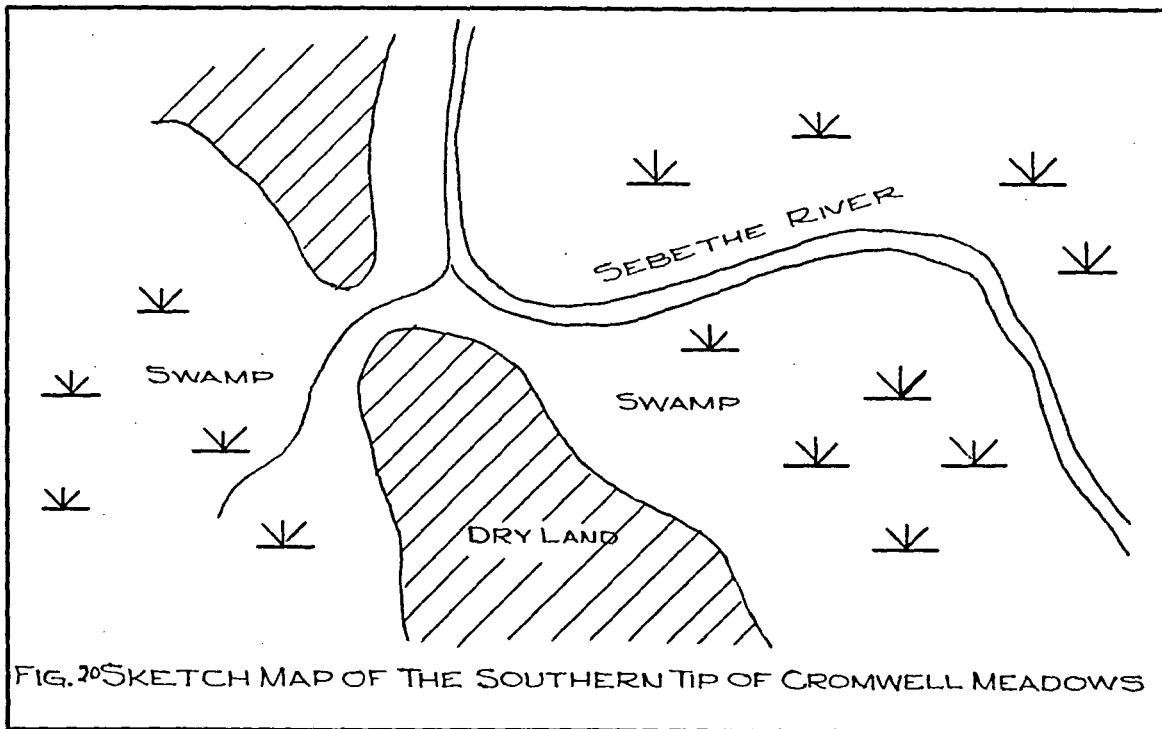 SEBETHE RIVER
SWAMP
SWAMP
DRY LAND
FIG. 20 SKETCH MAP OF THE SOUTHERN TIP OF CROMWELL MEADOWS